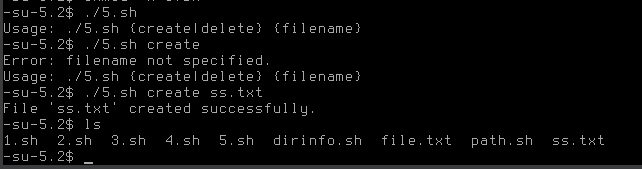 -su-5.2$ ./5.sh
Usage: ./5.sh {create|delete} {filename}
-su-5.2$ ./5.sh create
Error: filename not specified.
Usage: ./5.sh {create|delete} {filename}
-su-5.2$ ./5.sh create ss.txt
File 'ss.txt' created successfully.
-su-5.2$ ls
1.sh 2.sh 3.sh 4.sh 5.sh dirinfo.sh file.txt path.sh ss.txt
-su-5.2$ _